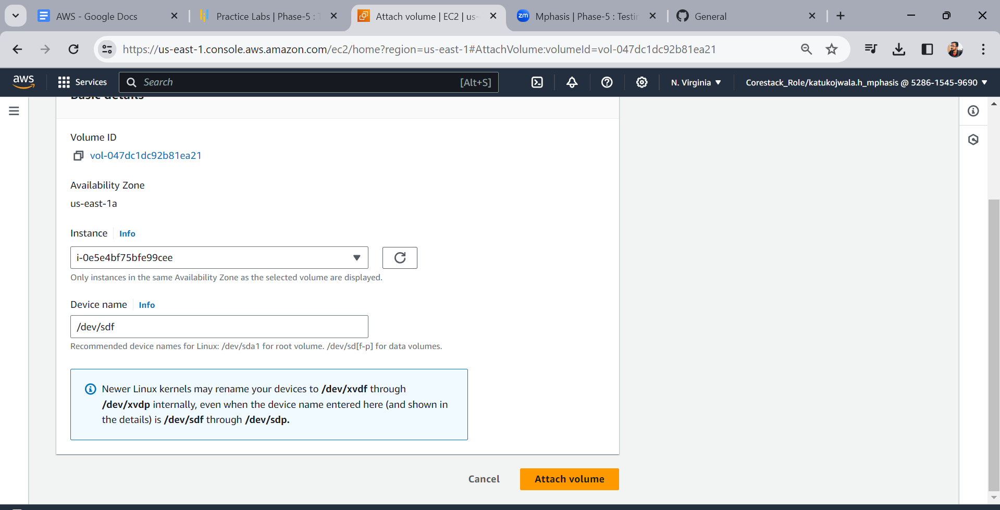 AWS - Google Docs
Practice Labs | Phase-5 : T
Attach volume | EC2 | us-
zm
Mphasis | Phase-5 : Testin
General
https://us-east-1.console.aws.amazon.com/ec2/home?region=us-east-1#AttachVolume:volumeId=vol-047dc1dc92b81ea21
aws
Services
Search
[Alt+S]
N. Virginia
Corestack_Role/katukojwala.h_mphasis @ 5286-1545-9690
Basic details
Volume ID
vol-047dc1dc92b81ea21
Availability Zone
us-east-1a
Instance Info
i-0e5e4bf75bfe99cee
Only instances in the same Availability Zone as the selected volume are displayed.
Device name Info
/dev/sdf
Recommended device names for Linux: /dev/sda1 for root volume. /dev/sd[f-p] for data volumes.
Newer Linux kernels may rename your devices to /dev/xvdf through
/dev/xvdp internally, even when the device name entered here (and shown in
the details) is /dev/sdf through /dev/sdp.
Cancel
Attach volume